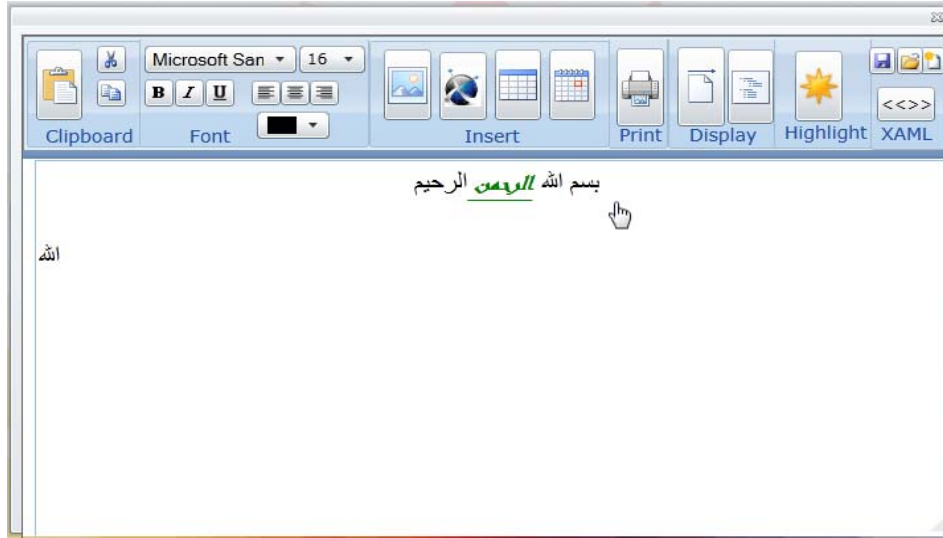 Microsoft San 16
B I U
<<>>
Clipboard Font Insert Print Display Highlight XAML
بسم الله الرحمن الرحيم
الله